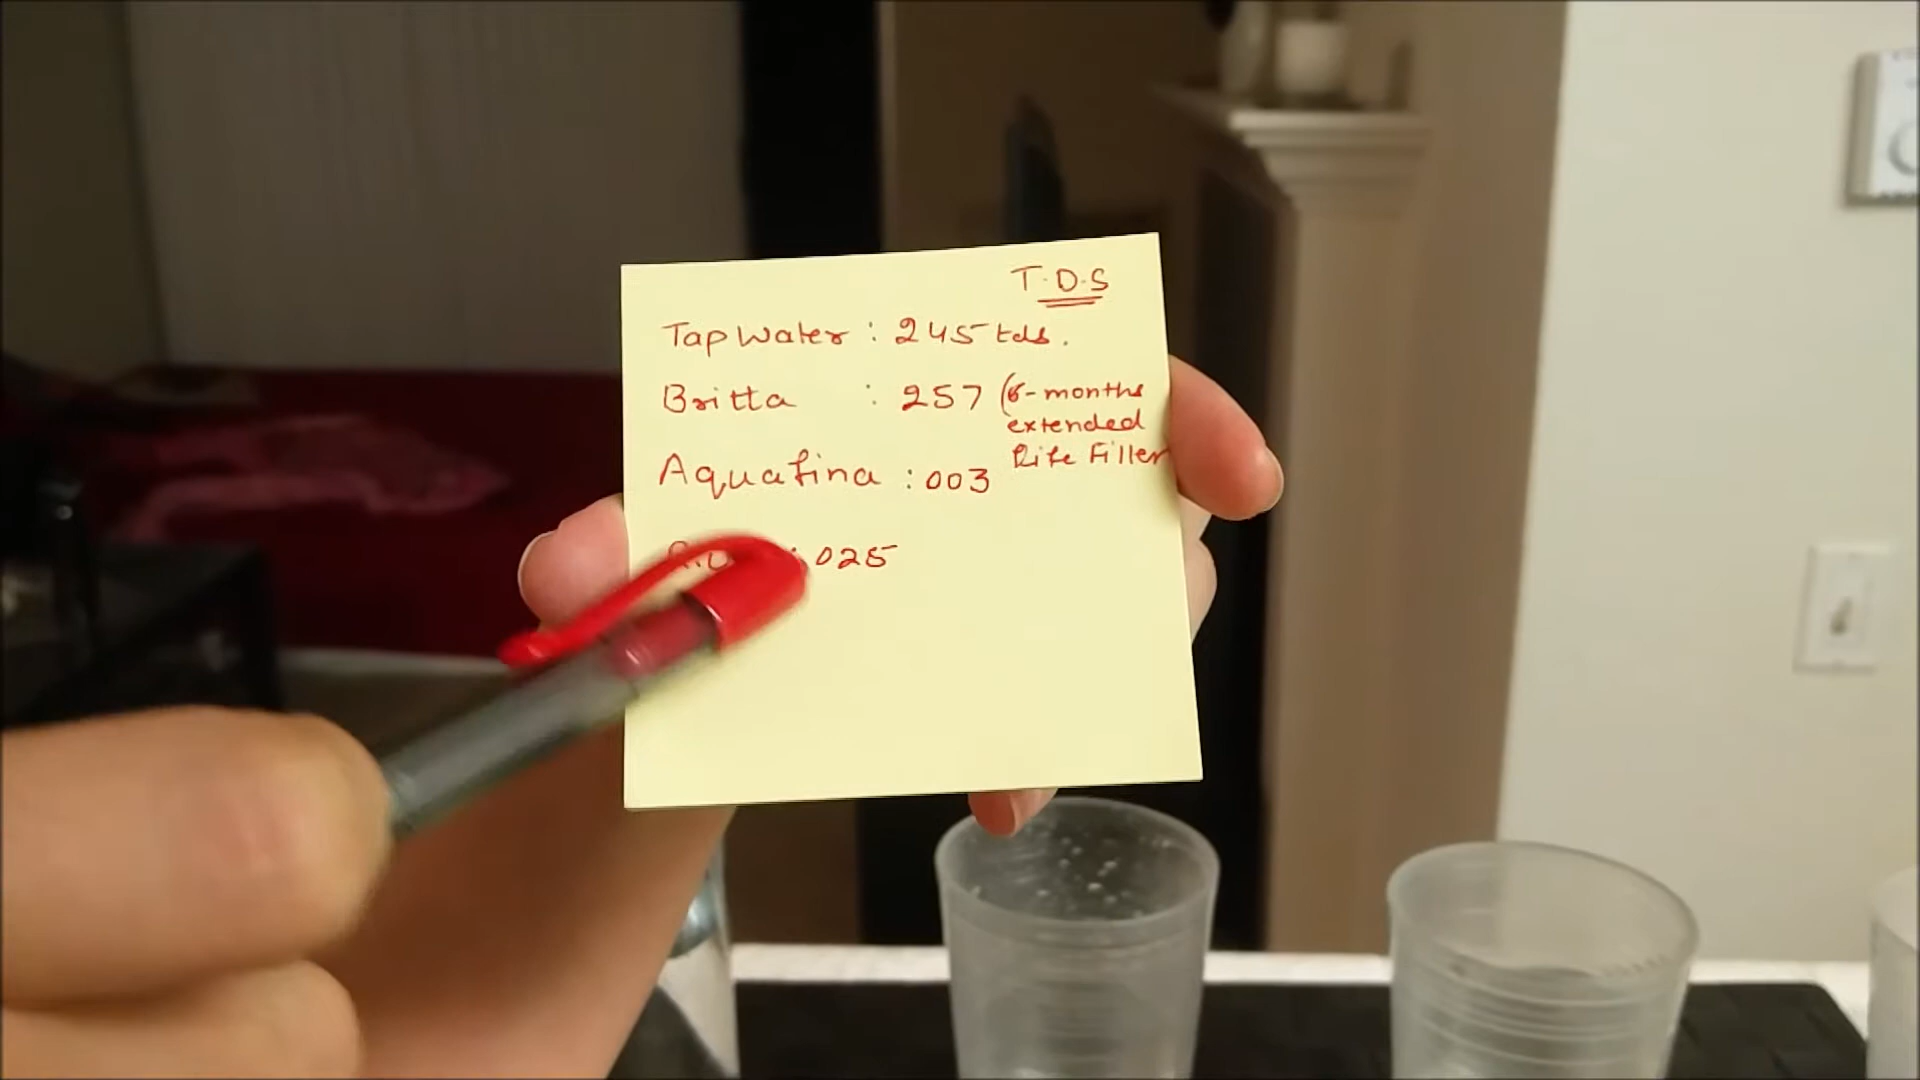 T.D.S
Tap Water : 245 tds.
Britta : 257 (6-months
extended
Life Filter
Aquafina : 003
: 025